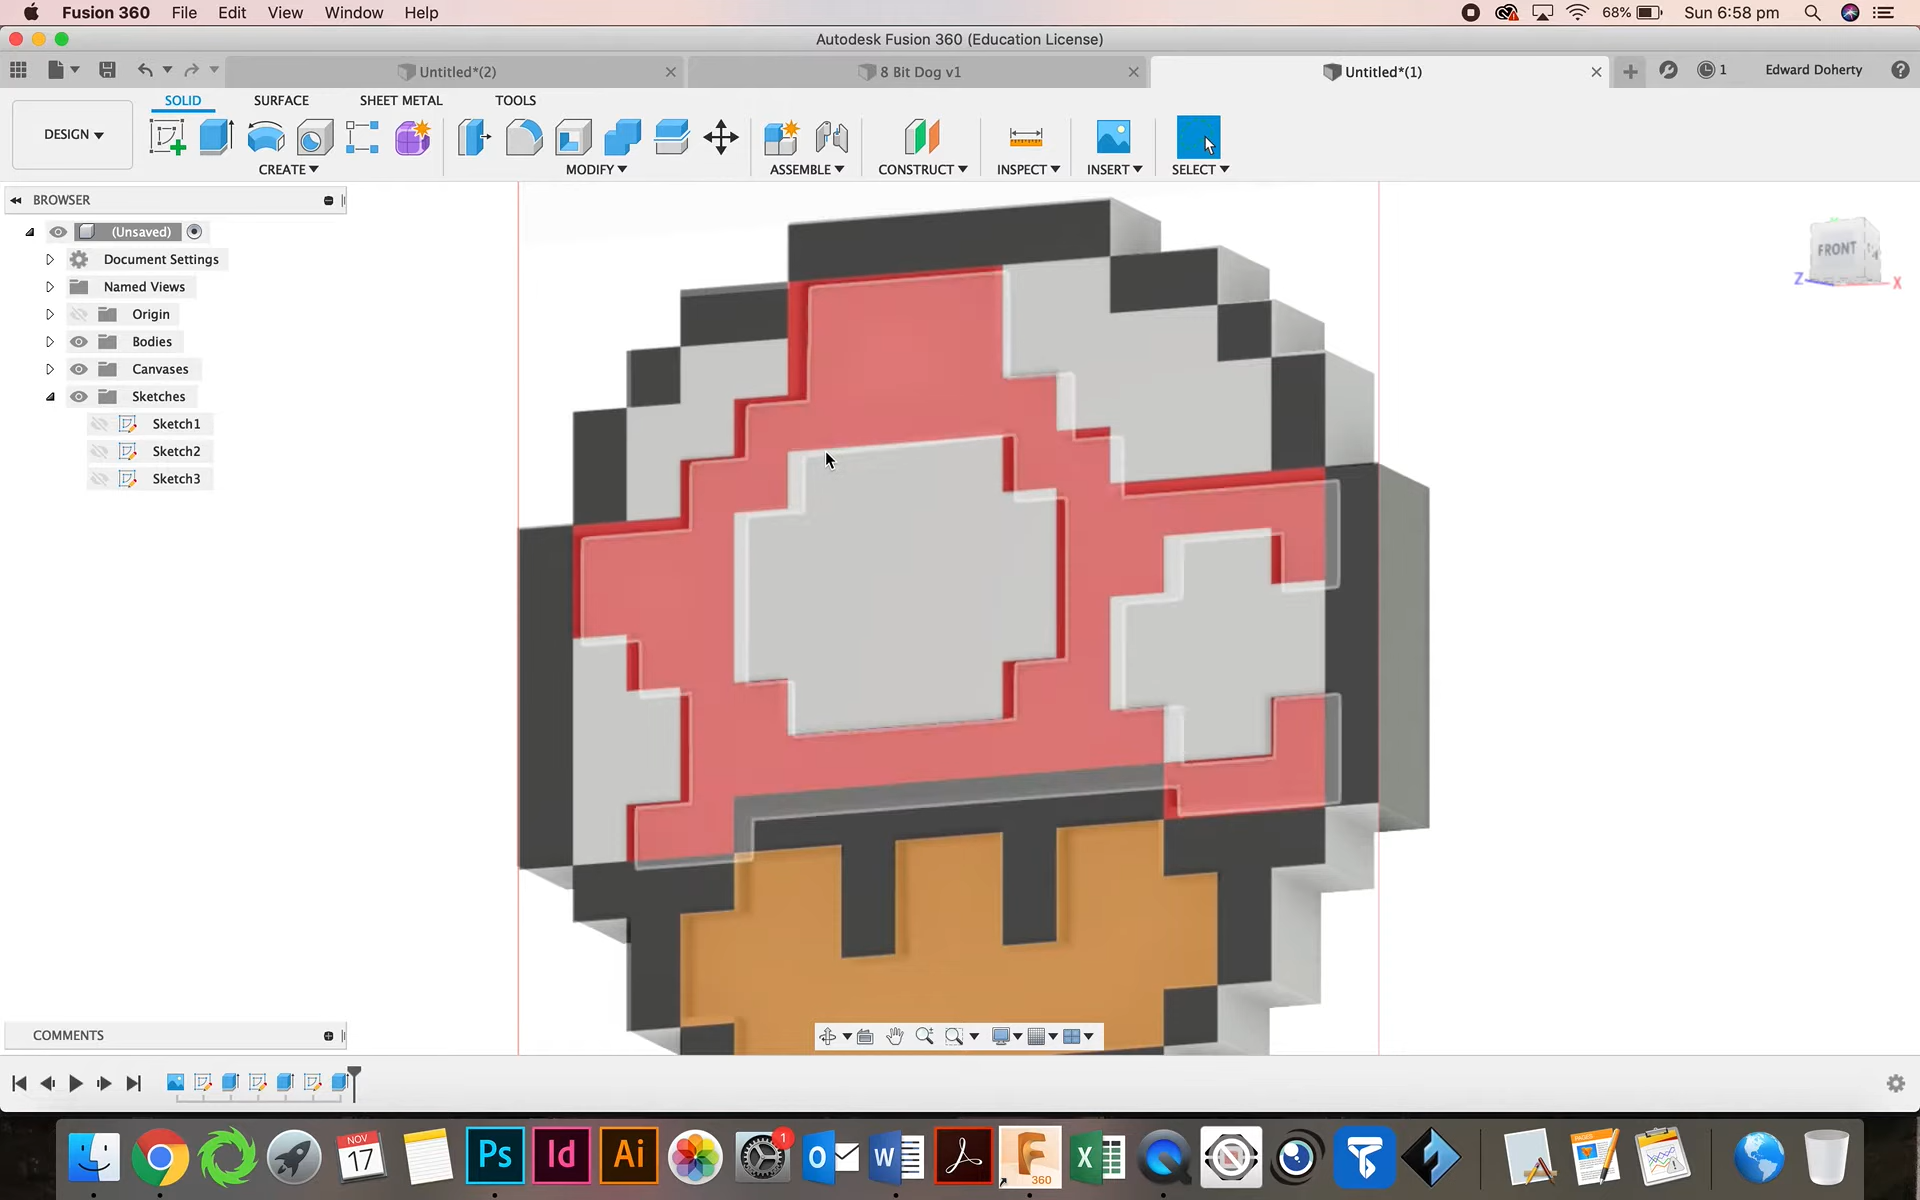 Fusion 360 File Edit View Window Help 68% Sun 6:58 pm
Autodesk Fusion 360 (Education License)
Untitled*(2) 8 Bit Dog v1 Untitled*(1) 1 Edward Doherty
SOLID SURFACE SHEET METAL TOOLS
DESIGN
CREATE MODIFY ASSEMBLE CONSTRUCT INSPECT INSERT SELECT
BROWSER
(Unsaved)
FRONT
Document Settings
Z X
Named Views
Origin
Bodies
Canvases
Sketches
Sketch1
Sketch2
Sketch3
COMMENTS
NOV
17
1
Ps Id Ai
O W
360
X
PAGES